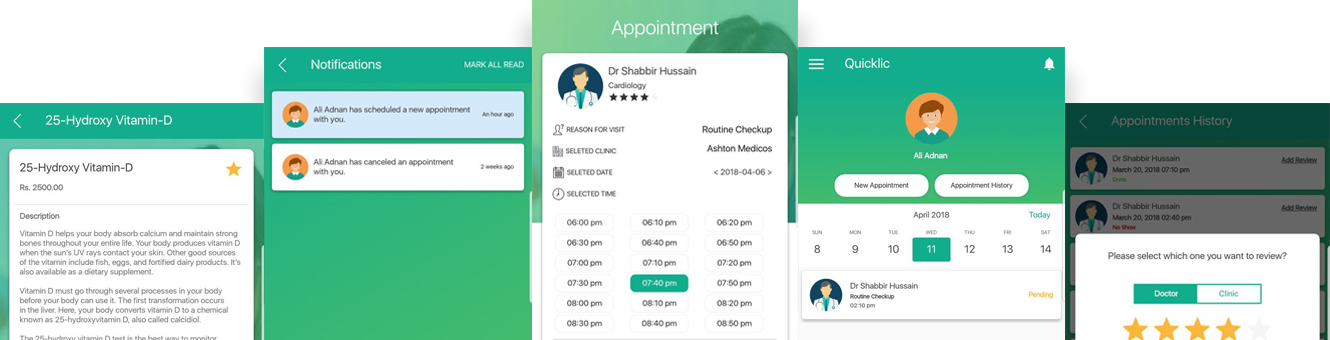 25-Hydroxy Vitamin-D
25-Hydroxy Vitamin-D
Rs. 2500.00
Description
Vitamin D helps your body absorb calcium and maintain strong
bones throughout your entire life. Your body produces vitamin D
when the sun's UV rays contact your skin. Other good sources
of the vitamin include fish, eggs, and fortified dairy products. It's
also available as a dietary supplement.
Vitamin D must go through several processes in your body
before your body can use it. The first transformation occurs
in the liver. Here, your body converts vitamin D to a chemical
known as 25-hydroxyvitamin D, also called calcidiol.
The 25-hydroxy vitamin D test is the best way to monitor
Notifications
MARK ALL READ
Ali Adnan has scheduled a new appointment
with you.
An hour ago
Ali Adnan has canceled an appointment
with you.
2 weeks ago
Appointment
Dr Shabbir Hussain
Cardiology
REASON FOR VISIT Routine Checkup
SELETED CLINIC Ashton Medicos
SELETED DATE < 2018-04-06 >
SELECTED TIME
06:00 pm 06:10 pm 06:20 pm
06:30 pm 06:40 pm 06:50 pm
07:00 pm 07:10 pm 07:20 pm
07:30 pm 07:40 pm 07:50 pm
08:00 pm 08:10 pm 08:20 pm
08:30 pm 08:40 pm 08:50 pm
Quicklic
Ali Adnan
New Appointment Appointment History
April 2018 Today
SUN MON TUE WED THU FRI SAT
8 9 10 11 12 13 14
Dr Shabbir Hussain
Routine Checkup
02:10 pm
Pending
Appointments History
Dr Shabbir Hussain
Add Review
March 20, 2018 07:10 pm
Done
Dr Shabbir Hussain
Add Review
March 20, 2018 02:40 pm
No Show
Please select which one you want to review?
Doctor Clinic